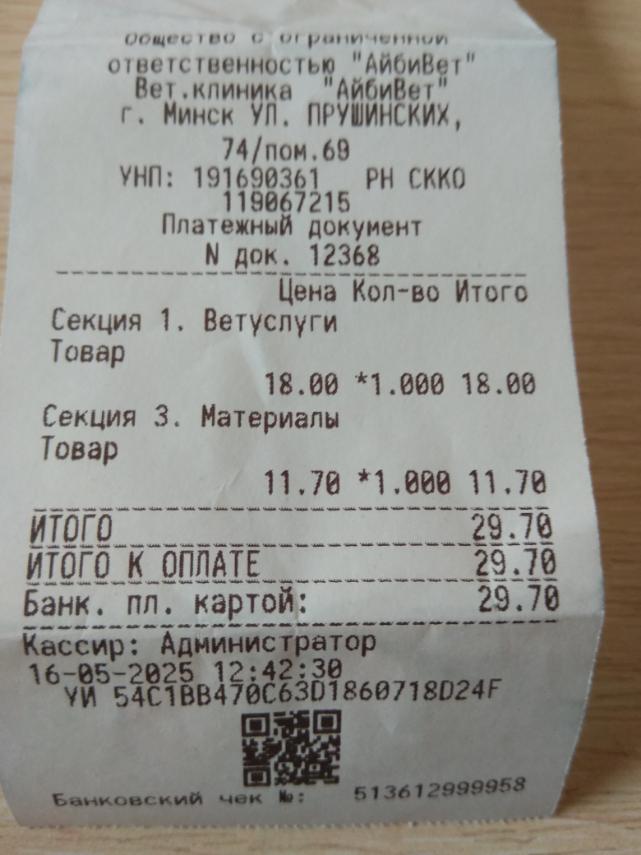 Общество с ограниченной
ответственностью "АйбиВет"
Вет.клиника "АйбиВет"
г. Минск УЛ. ПРУШИНСКИХ,
74/пом.69
УНП: 191690361 РН СККО
119067215
Платежный документ
N док. 12368
Цена Кол-во Итого
Секция 1. Ветуслуги
Товар
18.00 *1.000 18.00
Секция 3. Материалы
Товар
11.70 *1.000 11.70
ИТОГО 29.70
ИТОГО К ОПЛАТЕ 29.70
Банк. пл. картой: 29.70
Кассир: Администратор
16-05-2025 12:42:30
УИ 54C1BB470C63D1860718D24F
Банковский чек №: 513612999958